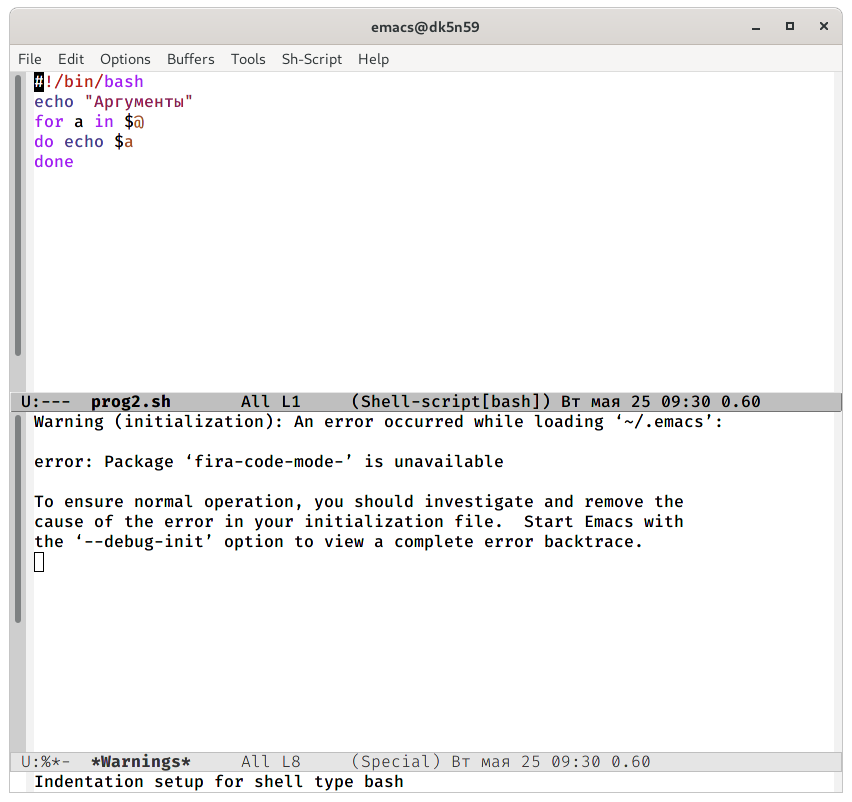 emacs@dk5n59
File Edit Options Buffers Tools Sh-Script Help
#!/bin/bash
echo "Аргументы"
for a in $@
do echo $a
done
U:--- prog2.sh All L1 (Shell-script[bash]) Вт мая 25 09:30 0.60
Warning (initialization): An error occurred while loading ‘~/.emacs’:
error: Package ‘fira-code-mode-’ is unavailable
To ensure normal operation, you should investigate and remove the
cause of the error in your initialization file.  Start Emacs with
the ‘--debug-init’ option to view a complete error backtrace.
U:%*- *Warnings* All L8 (Special) Вт мая 25 09:30 0.60
Indentation setup for shell type bash